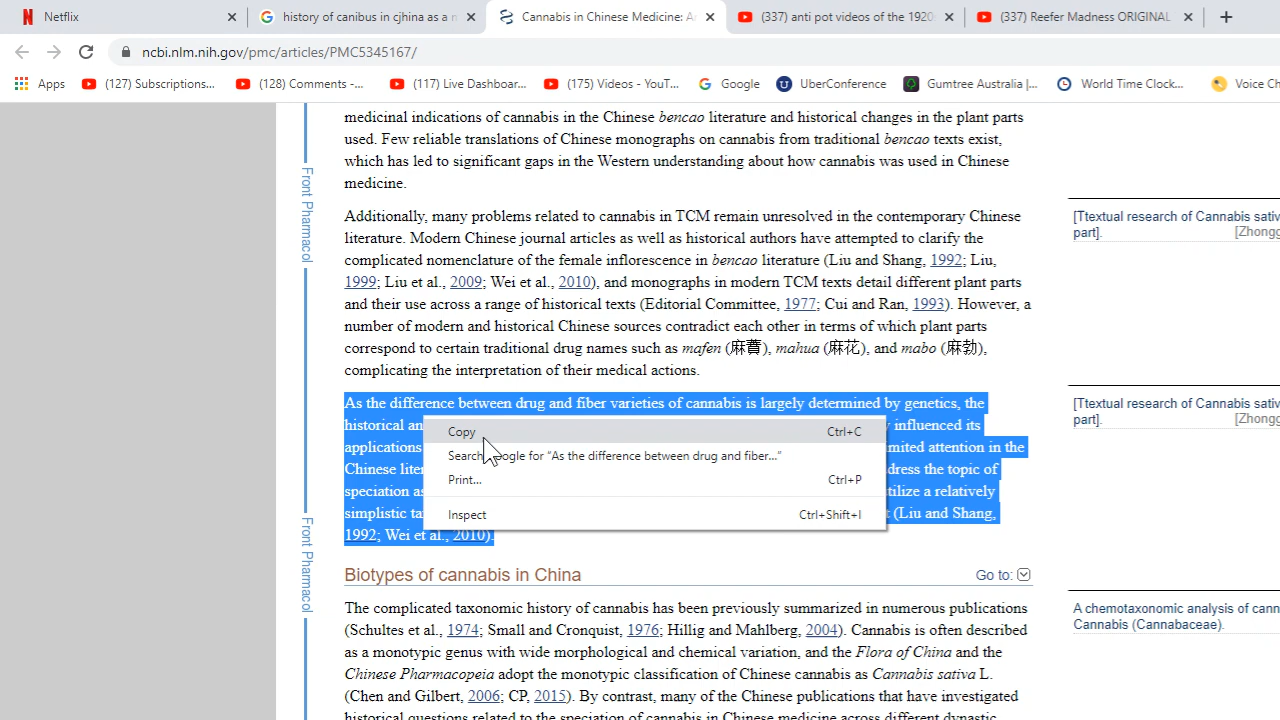 Netflix
history of canibus in cjhina as a m
Cannabis in Chinese Medicine: A
(337) anti pot videos of the 1920
(337) Reefer Madness ORIGINAL
ncbi.nlm.nih.gov/pmc/articles/PMC5345167/
Apps
(127) Subscriptions...
(128) Comments -...
(117) Live Dashboar...
(175) Videos - YouT...
Google
UberConference
Gumtree Australia |...
World Time Clock...
Voice Ch
medicinal indications of cannabis in the Chinese bencao literature and historical changes in the plant parts
used. Few reliable translations of Chinese monographs on cannabis from traditional bencao texts exist,
which has led to significant gaps in the Western understanding about how cannabis was used in Chinese
medicine.
Additionally, many problems related to cannabis in TCM remain unresolved in the contemporary Chinese
literature. Modern Chinese journal articles as well as historical authors have attempted to clarify the
complicated nomenclature of the female inflorescence in bencao literature (Liu and Shang, 1992; Liu,
1999; Liu et al., 2009; Wei et al., 2010), and monographs in modern TCM texts detail different plant parts
and their use across a range of historical texts (Editorial Committee, 1977; Cui and Ran, 1993). However, a
number of modern and historical Chinese sources contradict each other in terms of which plant parts
correspond to certain traditional drug names such as mafen (麻蕡), mahua (麻花), and mabo (麻勃),
complicating the interpretation of their medical actions.
As the difference between drug and fiber varieties of cannabis is largely determined by genetics, the
historical an
influenced its
applications
imited attention in the
Chinese liter
dress the topic of
speciation as
utilize a relatively
simplistic ta
t (Liu and Shang,
1992; Wei et al., 2010).
Copy Ctrl+C
Search Google for “As the difference between drug and fiber...”
Print... Ctrl+P
Inspect Ctrl+Shift+I
Biotypes of cannabis in China
Go to:
The complicated taxonomic history of cannabis has been previously summarized in numerous publications
(Schultes et al., 1974; Small and Cronquist, 1976; Hillig and Mahlberg, 2004). Cannabis is often described
as a monotypic genus with wide morphological and chemical variation, and the Flora of China and the
Chinese Pharmacopeia adopt the monotypic classification of Chinese cannabis as Cannabis sativa L.
(Chen and Gilbert, 2006; CP, 2015). By contrast, many of the Chinese publications that have investigated
historical questions related to the speciation of cannabis in Chinese medicine across different dynastic
Front Pharmacol
Front Pharmacol
[Ttextual research of Cannabis sativ
part]. [Zhongg
[Ttextual research of Cannabis sativ
part]. [Zhongg
A chemotaxonomic analysis of cann
Cannabis (Cannabaceae).